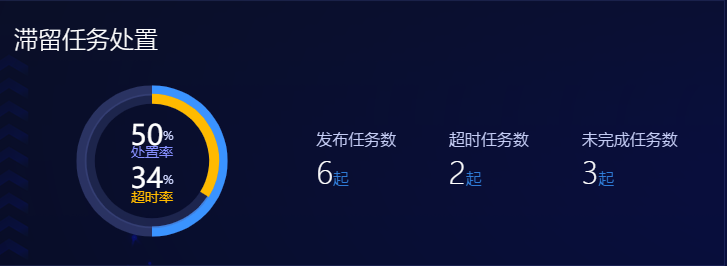 滞留任务处置
50%
处置率
34%
超时率
发布任务数
6起
超时任务数
2起
未完成任务数
3起